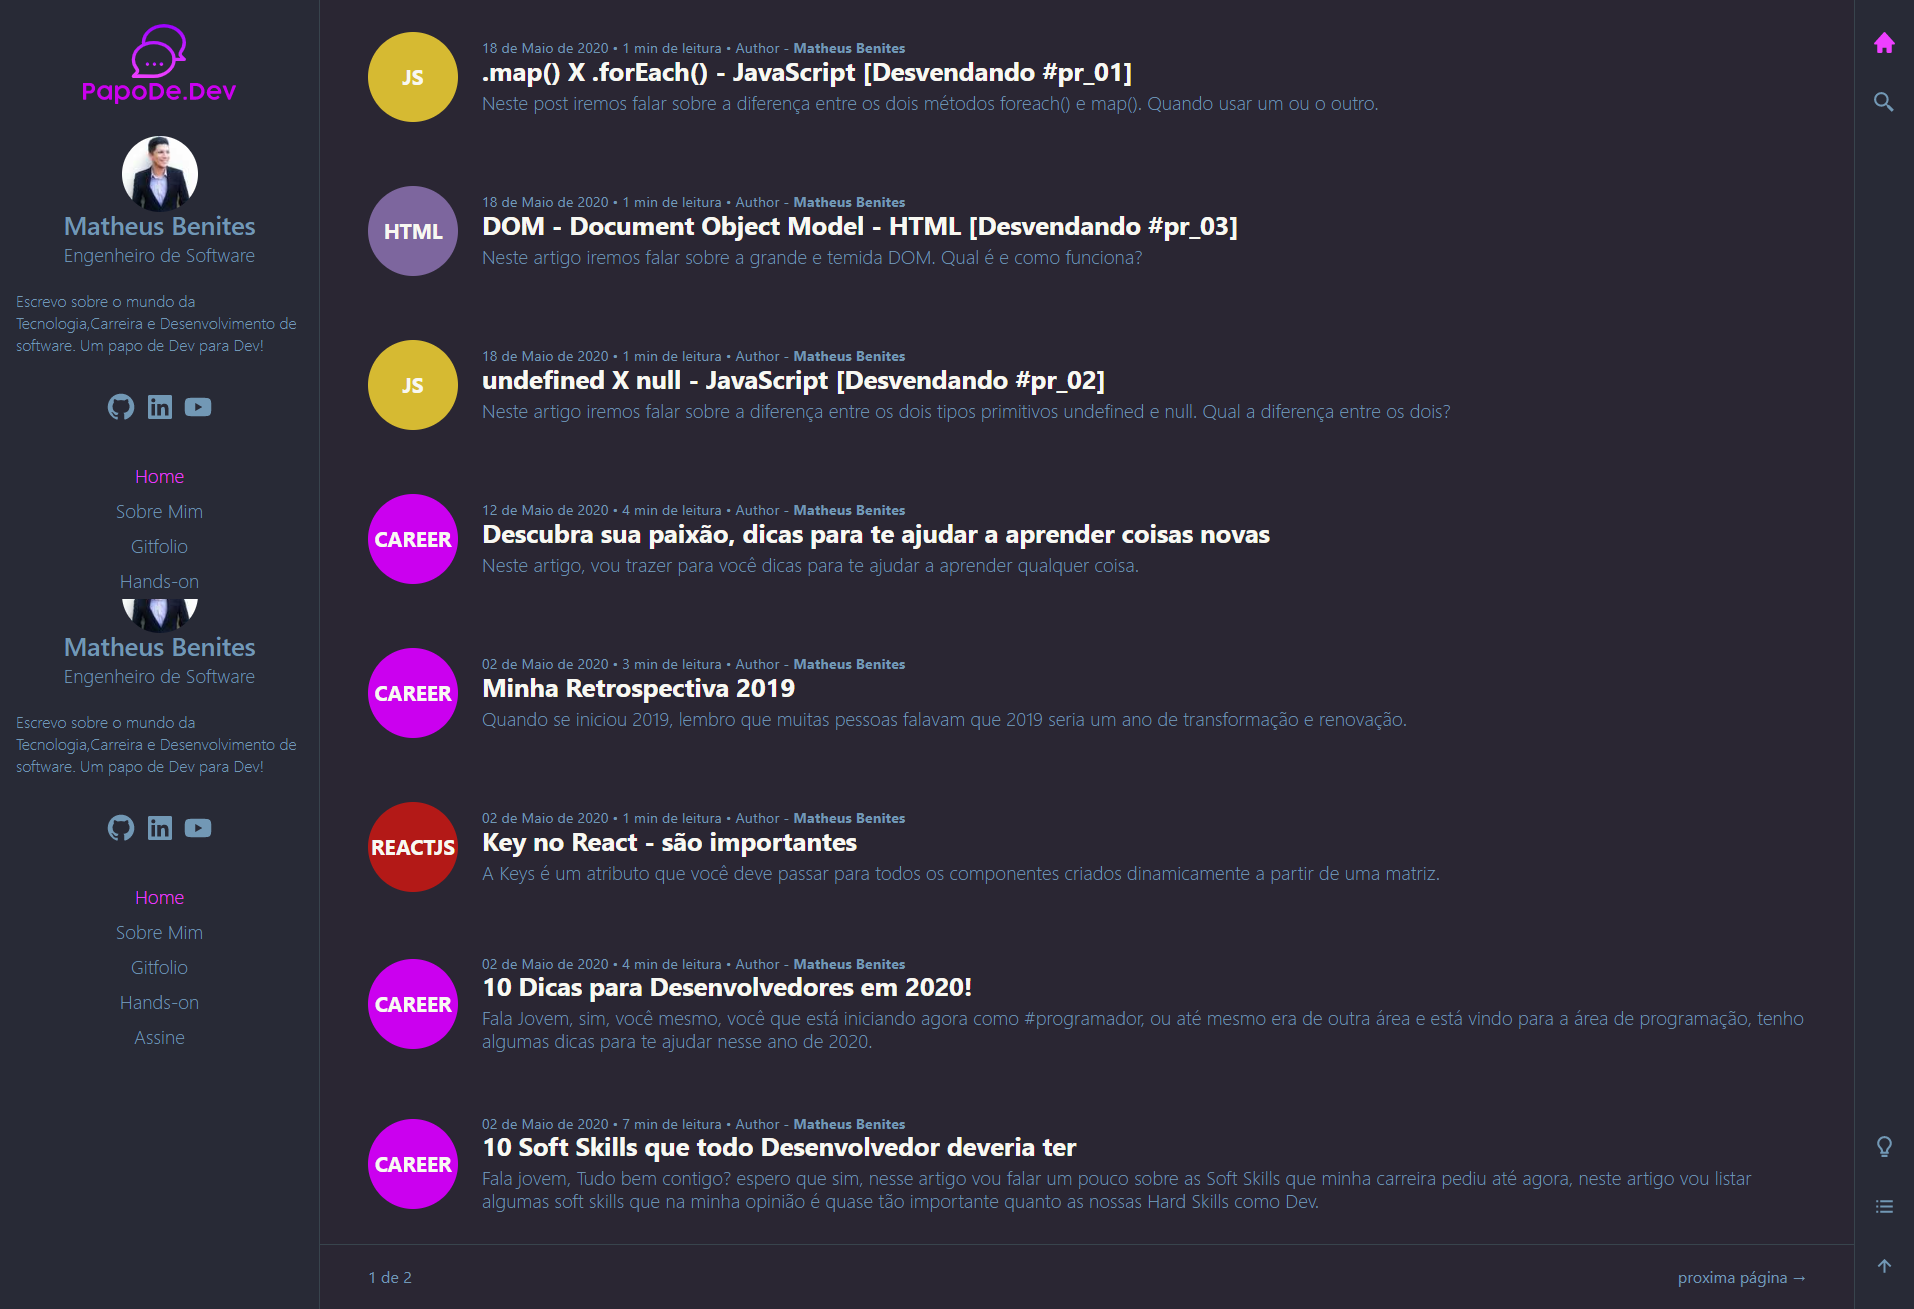 PapoDe.Dev
Matheus Benites
Engenheiro de Software
Escrevo sobre o mundo da
Tecnologia,Carreira e Desenvolvimento de
software. Um papo de Dev para Dev!
Home
Sobre Mim
Gitfolio
Hands-on
Matheus Benites
Engenheiro de Software
Escrevo sobre o mundo da
Tecnologia,Carreira e Desenvolvimento de
software. Um papo de Dev para Dev!
Home
Sobre Mim
Gitfolio
Hands-on
Assine
JS
18 de Maio de 2020 • 1 min de leitura • Author - Matheus Benites
.map() X .forEach() - JavaScript [Desvendando #pr_01]
Neste post iremos falar sobre a diferença entre os dois métodos foreach() e map(). Quando usar um ou o outro.
HTML
18 de Maio de 2020 • 1 min de leitura • Author - Matheus Benites
DOM - Document Object Model - HTML [Desvendando #pr_03]
Neste artigo iremos falar sobre a grande e temida DOM. Qual é e como funciona?
JS
18 de Maio de 2020 • 1 min de leitura • Author - Matheus Benites
undefined X null - JavaScript [Desvendando #pr_02]
Neste artigo iremos falar sobre a diferença entre os dois tipos primitivos undefined e null. Qual a diferença entre os dois?
CAREER
12 de Maio de 2020 • 4 min de leitura • Author - Matheus Benites
Descubra sua paixão, dicas para te ajudar a aprender coisas novas
Neste artigo, vou trazer para você dicas para te ajudar a aprender qualquer coisa.
CAREER
02 de Maio de 2020 • 3 min de leitura • Author - Matheus Benites
Minha Retrospectiva 2019
Quando se iniciou 2019, lembro que muitas pessoas falavam que 2019 seria um ano de transformação e renovação.
REACTJS
02 de Maio de 2020 • 1 min de leitura • Author - Matheus Benites
Key no React - são importantes
A Keys é um atributo que você deve passar para todos os componentes criados dinamicamente a partir de uma matriz.
CAREER
02 de Maio de 2020 • 4 min de leitura • Author - Matheus Benites
10 Dicas para Desenvolvedores em 2020!
Fala Jovem, sim, você mesmo, você que está iniciando agora como #programador, ou até mesmo era de outra área e está vindo para a área de programação, tenho
algumas dicas para te ajudar nesse ano de 2020.
CAREER
02 de Maio de 2020 • 7 min de leitura • Author - Matheus Benites
10 Soft Skills que todo Desenvolvedor deveria ter
Fala jovem, Tudo bem contigo? espero que sim, nesse artigo vou falar um pouco sobre as Soft Skills que minha carreira pediu até agora, neste artigo vou listar
algumas soft skills que na minha opinião é quase tão importante quanto as nossas Hard Skills como Dev.
1 de 2
proxima página →